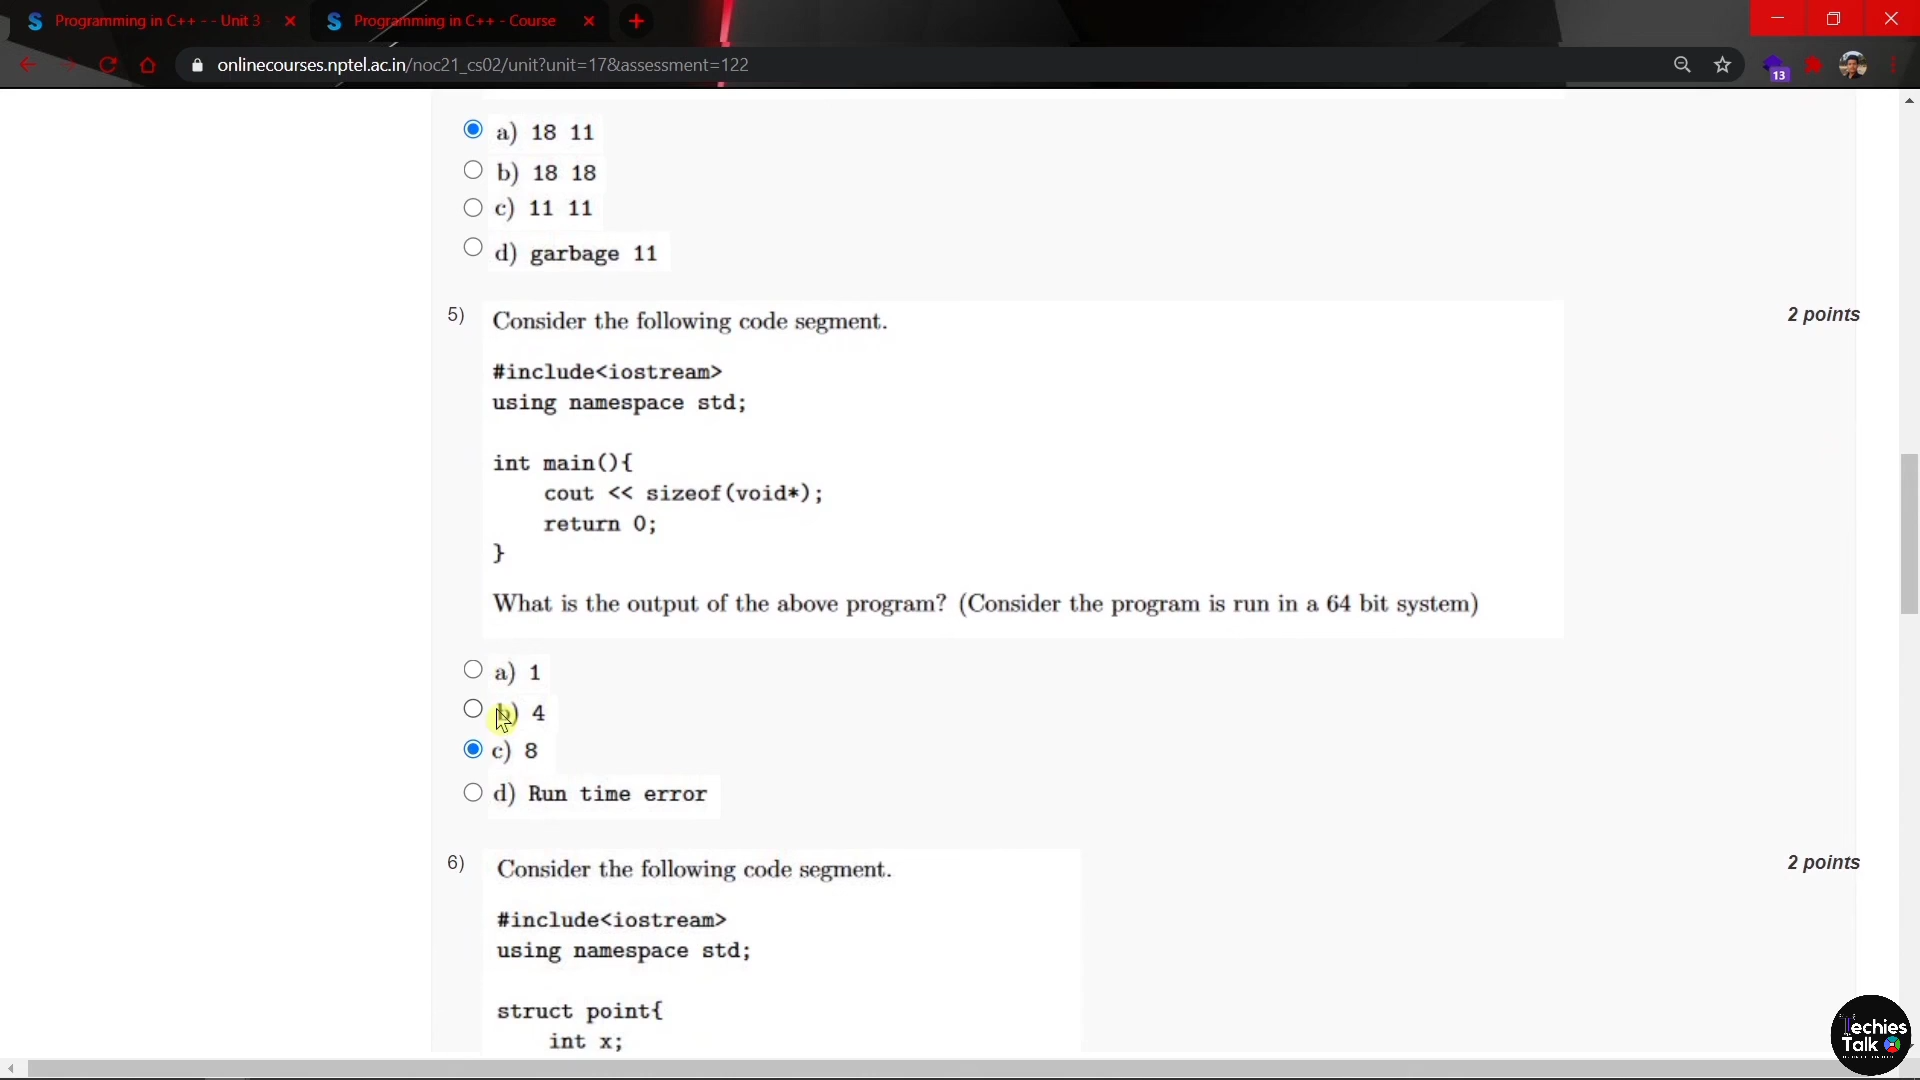 Programming in C++ - - Unit 3
Programming in C++ - Course
onlinecourses.nptel.ac.in/noc21_cs02/unit?unit=17&assessment=122
13
a) 18 11
b) 18 18
c) 11 11
d) garbage 11
5) Consider the following code segment. 2 points
#include<iostream>
using namespace std;
int main(){
cout << sizeof(void*);
return 0;
}
What is the output of the above program? (Consider the program is run in a 64 bit system)
a) 1
b) 4
c) 8
d) Run time error
6) Consider the following code segment. 2 points
#include<iostream>
using namespace std;
struct point{
int x;
Techies
Talk